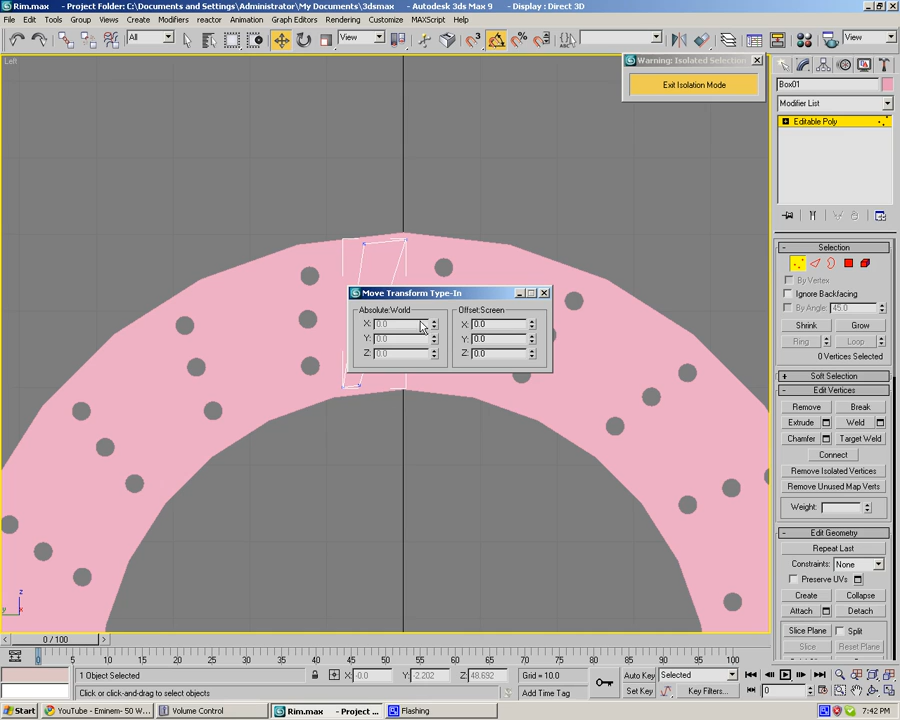 Rim.max - Project Folder: C:\Documents and Settings\Administrator\My Documents\3dsmax - Autodesk 3ds Max 9 - Display : Direct 3D
File Edit Tools Group Views Create Modifiers reactor Animation Graph Editors Rendering Customize MAXScript Help
All View View
Left
Warning: Isolated Selection
Exit Isolation Mode
Box01
Modifier List
Editable Poly
Move Transform Type-In
Absolute:World Offset:Screen
X: 0.0 X: 0.0
Y: 0.0 Y: 0.0
Z: 0.0 Z: 0.0
Selection
By Vertex
Ignore Backfacing
By Angle: 45.0
Shrink Grow
Ring Loop
0 Vertices Selected
Soft Selection
Edit Vertices
Remove Break
Extrude Weld
Chamfer Target Weld
Connect
Remove Isolated Vertices
Remove Unused Map Verts
Weight:
Edit Geometry
Repeat Last
Constraints: None
Preserve UVs
Create Collapse
Attach Detach
Slice Plane Split
Slice Reset Plane
z
y x
0 / 100
0 5 10 15 20 25 30 35 40 45 50 55 60 65 70 75 80 85 90 95 100
1 Object Selected X: -0.0 Y: -2.202 Z: 48.692 Grid = 10.0 Auto Key Selected
Click or click-and-drag to select objects Add Time Tag Set Key Key Filters... 0
Start YouTube - Eminem- 50 W... Volume Control Rim.max - Project ... Flashing 7:42 PM